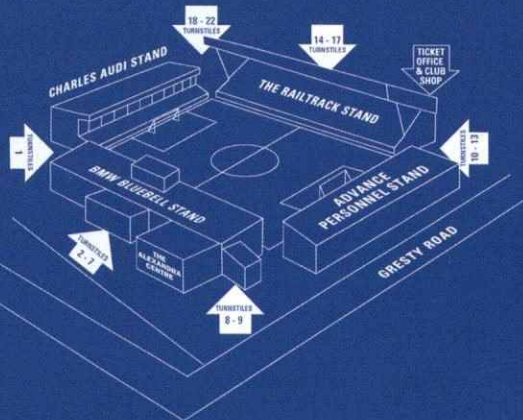 18 - 22
TURNSTILES
14 - 17
TURNSTILES
TICKET
OFFICE
& CLUB
SHOP
CHARLES AUDI STAND
THE RAILTRACK STAND
1
TURNSTILES
10 - 13
TURNSTILES
BMW BLUEBELL STAND
ADVANCE
PERSONNEL STAND
TURNSTILES
2 - 7
THE
ALEXANDRA
CENTRE
GRESTY ROAD
TURNSTILES
8 - 9